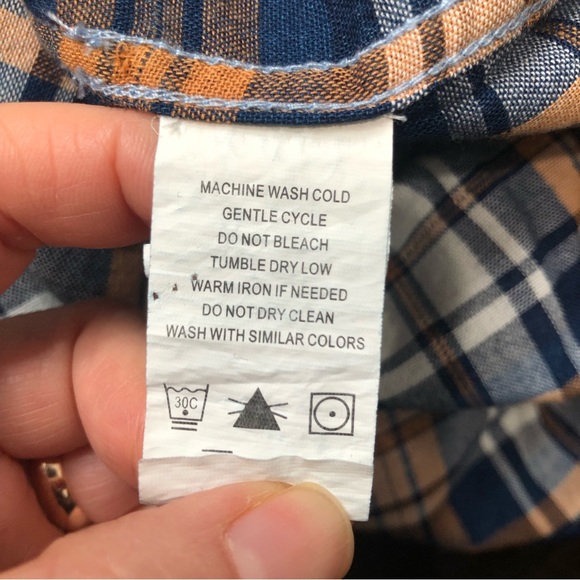 MACHINE WASH COLD
GENTLE CYCLE
DO NOT BLEACH
TUMBLE DRY LOW
WARM IRON IF NEEDED
DO NOT DRY CLEAN
WASH WITH SIMILAR COLORS
30C